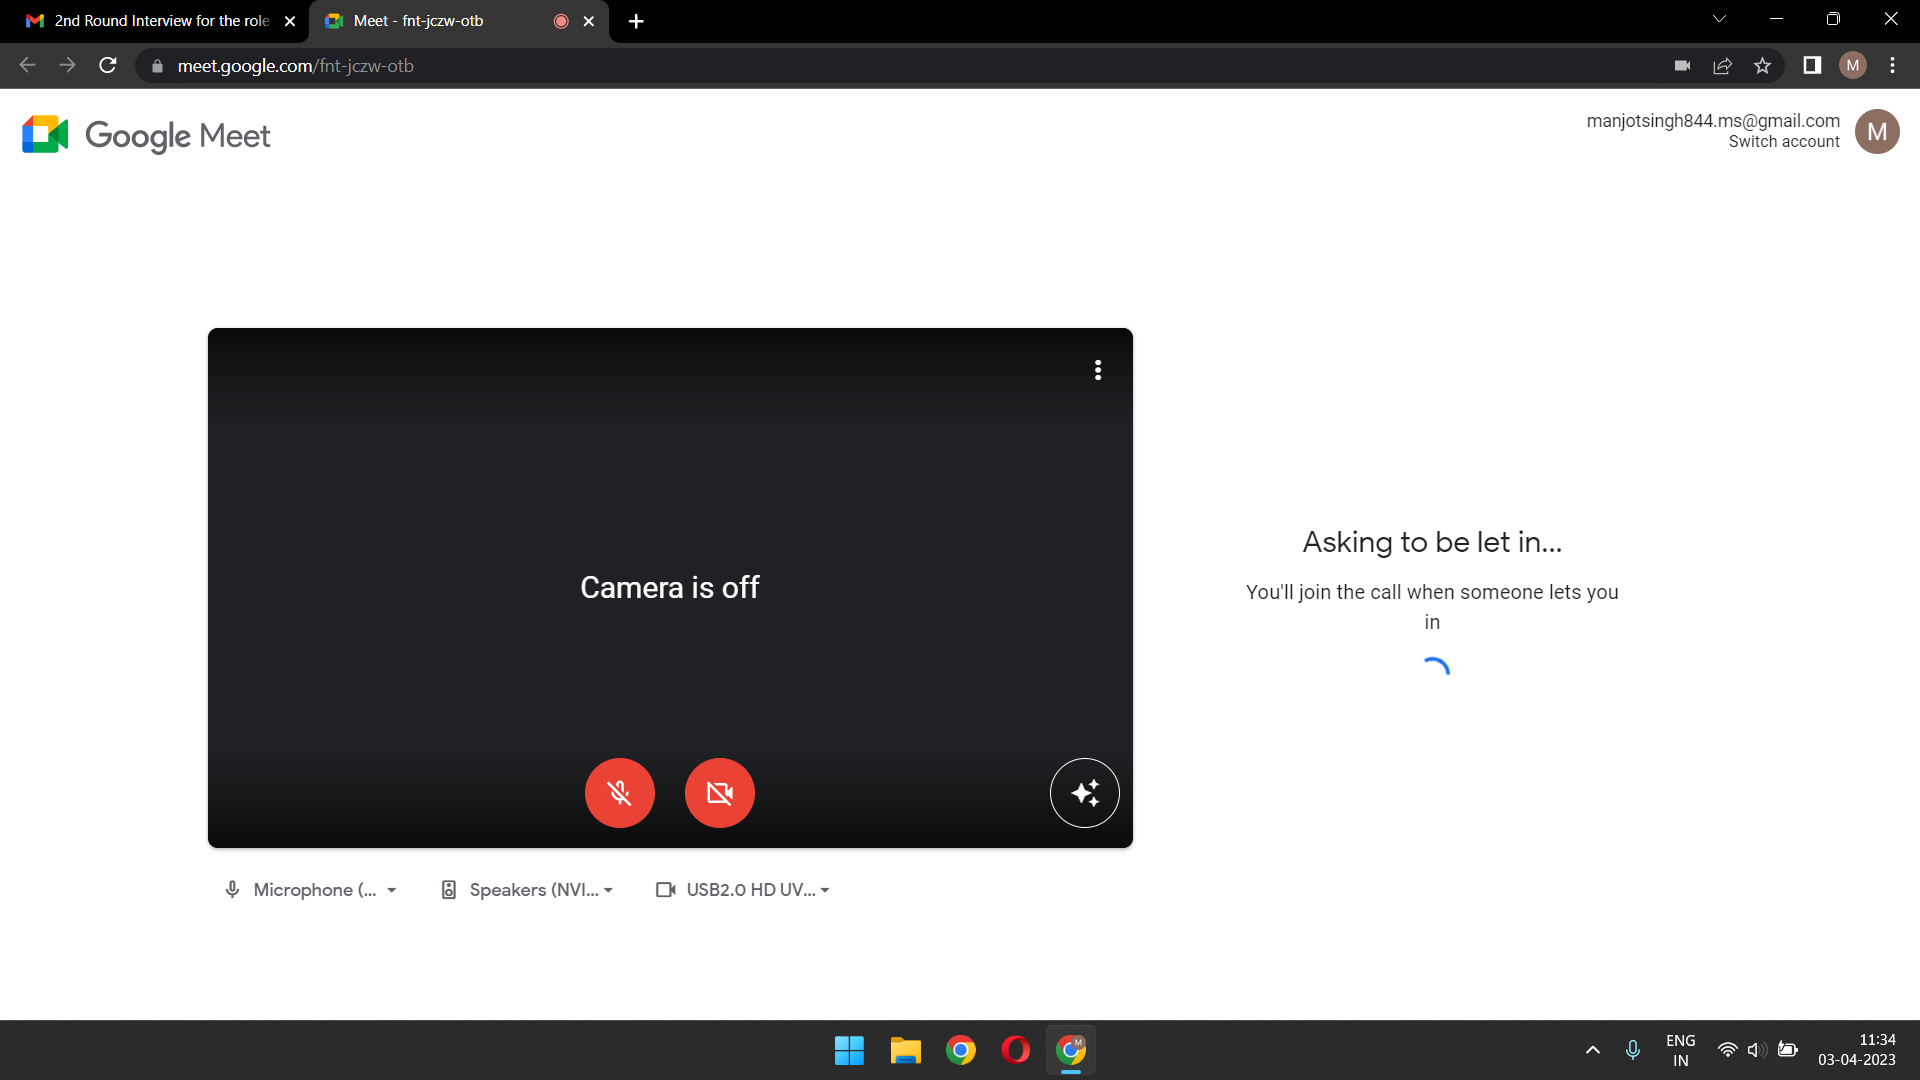 2nd Round Interview for the role
Meet - fnt-jczw-otb
meet.google.com/fnt-jczw-otb
M
Google Meet
manjotsingh844.ms@gmail.com
Switch account
M
Camera is off
Asking to be let in...
You'll join the call when someone lets you
in
Microphone (...
Speakers (NVI...
USB2.0 HD UV...
M
ENG
IN
11:34
03-04-2023